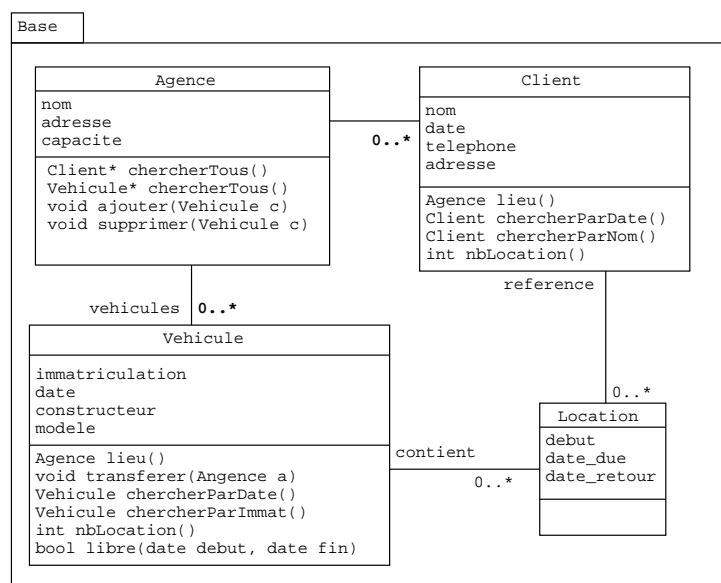 Base
Agence
nom
adresse
capacite
Client* chercherTous()
Vehicule* chercherTous()
void ajouter(Vehicule c)
void supprimer(Vehicule c)
0..*
Client
nom
date
telephone
adresse
Agence lieu()
Client chercherParDate()
Client chercherParNom()
int nbLocation()
reference
vehicules 0..*
Vehicule
immatriculation
date
constructeur
modele
Agence lieu()
void transferer(Angence a)
Vehicule chercherParDate()
Vehicule chercherParImmat()
int nbLocation()
bool libre(date debut, date fin)
contient
0..*
0..*
Location
debut
date_due
date_retour